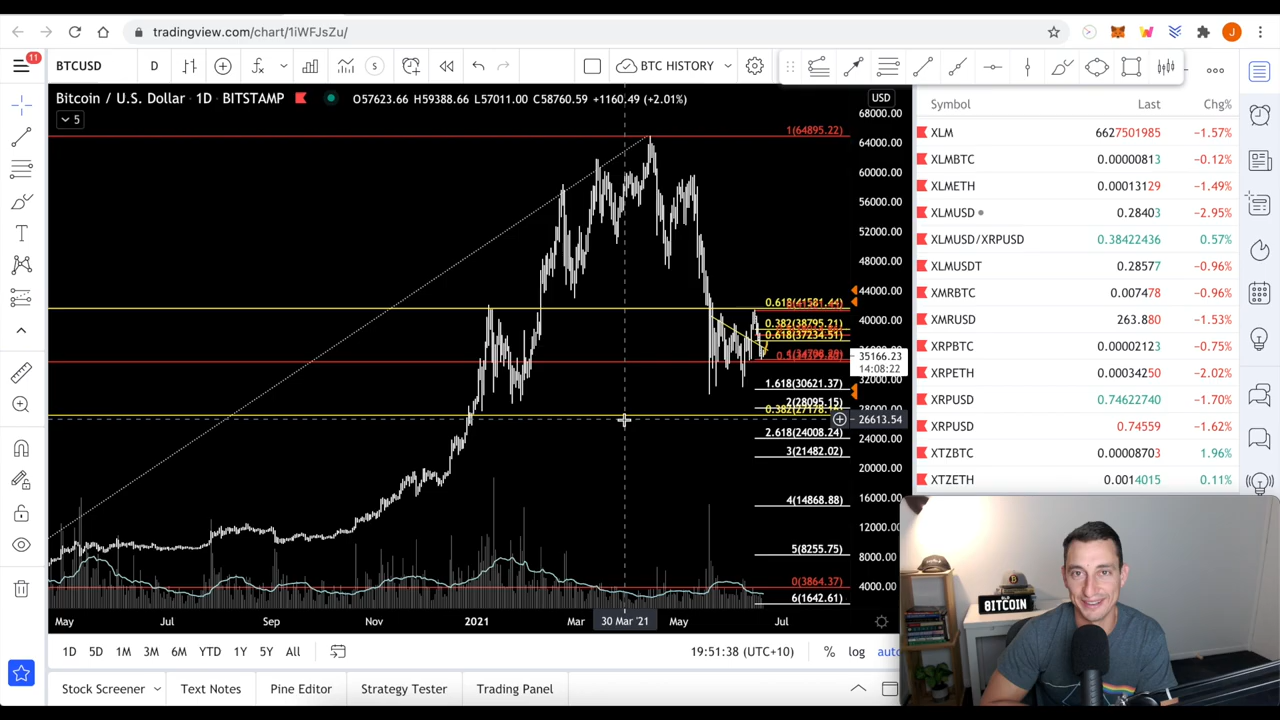 tradingview.com/chart/1iWFJsZu/
J
11
BTCUSD
D
S
BTC HISTORY
Bitcoin / U.S. Dollar · 1D · BITSTAMP
O57623.66 H59388.66 L57011.00 C58760.59 +1160.49 (+2.01%)
5
USD
68000.00
64000.00
60000.00
56000.00
52000.00
48000.00
44000.00
40000.00
32000.00
28000.00
24000.00
20000.00
16000.00
12000.00
8000.00
4000.00
1(64895.22)
0.618(41581.44)
0.382(38795.21)
0.618(37234.51)
1.618(30621.37)
2(28095.15)
2.618(24008.24)
3(21482.02)
4(14868.88)
5(8255.75)
0(3864.37)
6(1642.61)
35166.23
14:08:22
26613.54
May
Jul
Sep
Nov
2021
Mar
30 Mar '21
May
Jul
1D 5D 1M 3M 6M YTD 1Y 5Y All
19:51:38 (UTC+10)
% log auto
Stock Screener
Text Notes
Pine Editor
Strategy Tester
Trading Panel
Symbol Last Chg%
XLM 6627501985 −1.57%
XLMBTC 0.00000813 −0.12%
XLMETH 0.00013129 −1.49%
XLMUSD 0.28403 −2.95%
XLMUSD/XRPUSD 0.38422436 0.57%
XLMUSDT 0.28577 −0.96%
XMRBTC 0.007478 −0.96%
XMRUSD 263.880 −1.53%
XRPBTC 0.00002123 −0.75%
XRPETH 0.00034250 −2.02%
XRPUSD 0.74622740 −1.70%
XRPUSD 0.74559 −1.62%
XTZBTC 0.00008703 1.96%
XTZETH 0.0014015 0.11%
BITCOIN